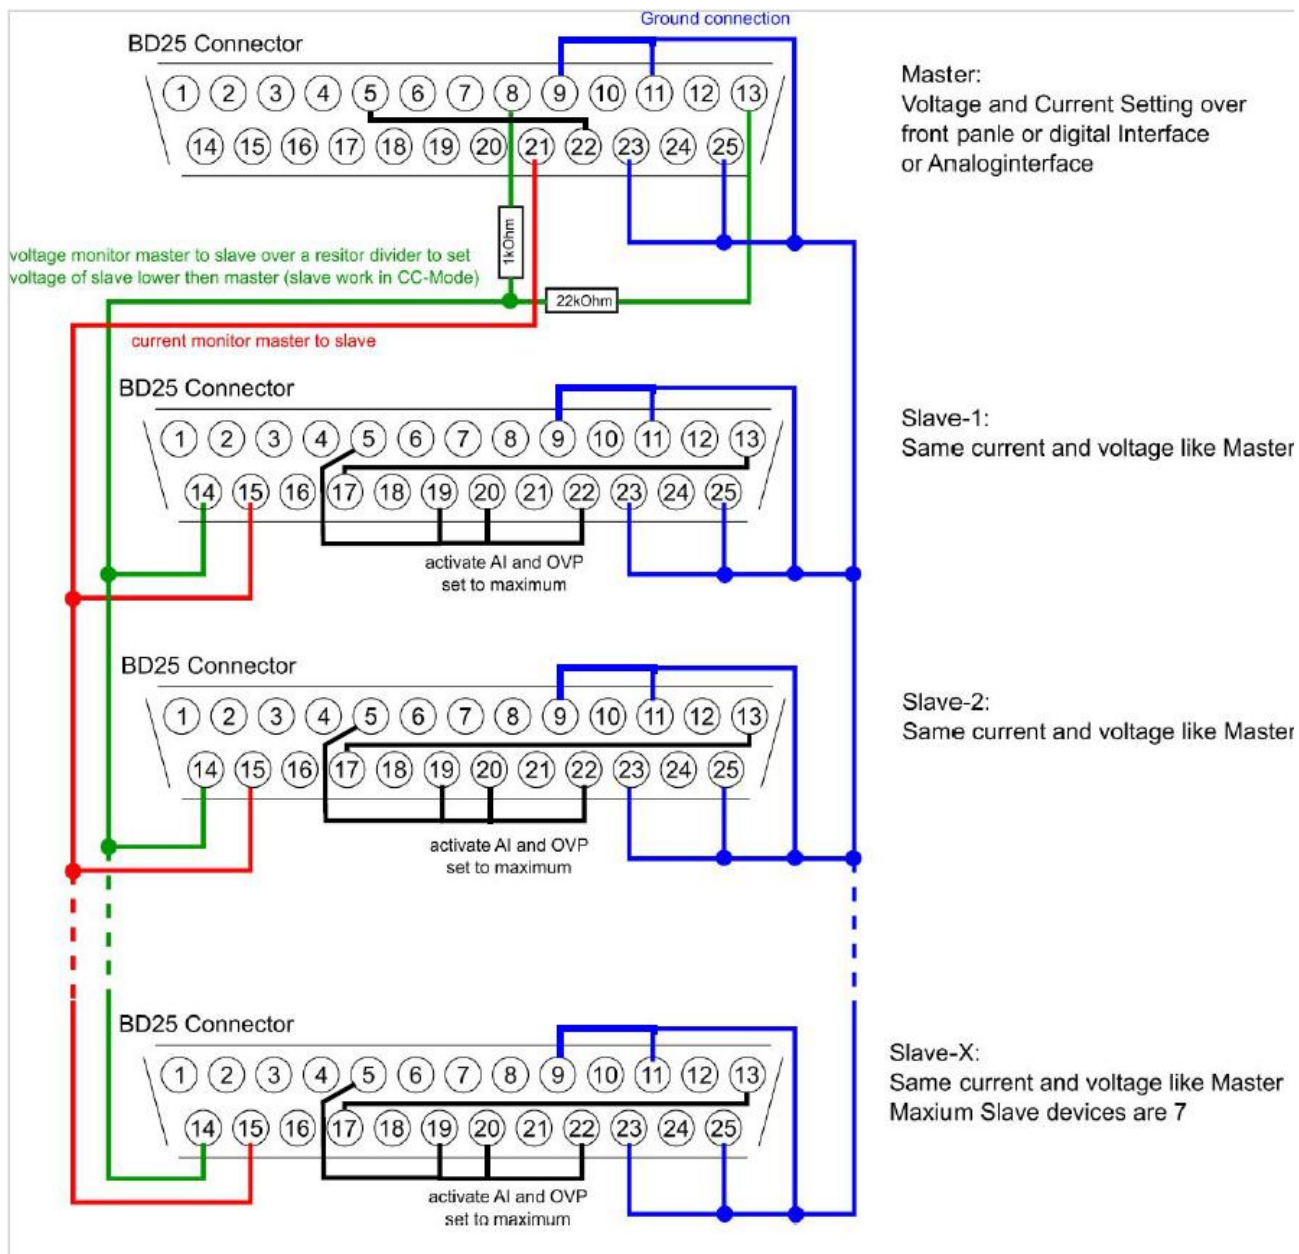 Ground connection
BD25 Connector
1 2 3 4 5 6 7 8 9 10 11 12 13
14 15 16 17 18 19 20 21 22 23 24 25
Master:
Voltage and Current Setting over
front panle or digital Interface
or Analoginterface
1kOhm
voltage monitor master to slave over a resitor divider to set
voltage of slave lower then master (slave work in CC-Mode)
22kOhm
current monitor master to slave
BD25 Connector
1 2 3 4 5 6 7 8 9 10 11 12 13
14 15 16 17 18 19 20 21 22 23 24 25
activate AI and OVP
set to maximum
Slave-1:
Same current and voltage like Master
BD25 Connector
1 2 3 4 5 6 7 8 9 10 11 12 13
14 15 16 17 18 19 20 21 22 23 24 25
activate AI and OVP
set to maximum
Slave-2:
Same current and voltage like Master
BD25 Connector
1 2 3 4 5 6 7 8 9 10 11 12 13
14 15 16 17 18 19 20 21 22 23 24 25
activate AI and OVP
set to maximum
Slave-X:
Same current and voltage like Master
Maxium Slave devices are 7